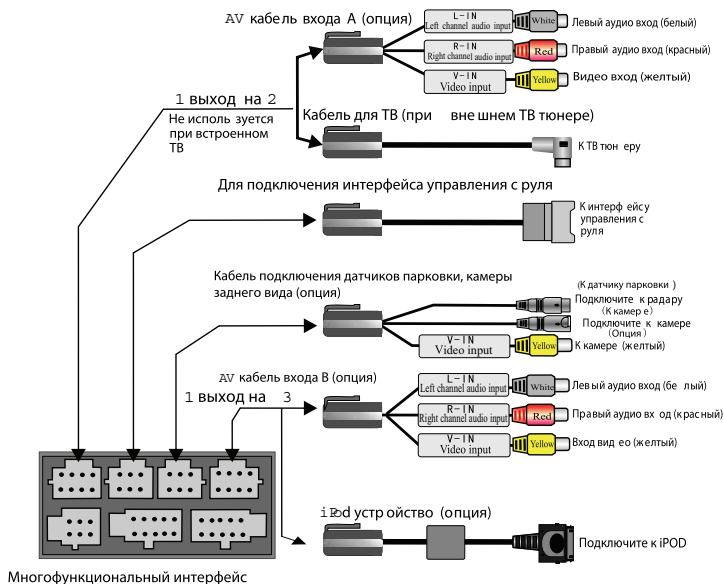 AV кабель входа А (опция)
L-IN
Left channel audio input
White
Левый аудио вход (белый)
R-IN
Right channel audio input
Red
Правый аудио вход (красный)
V-IN
Video input
Yellow
Видео вход (желтый)
1 выход на 2
Не исполь зуется
при встроенном
ТВ
Кабель для ТВ (при вне шнем ТВ тюнере)
К ТВ тюн еру
Для подключения интерфейса управления с руля
К интерф ейсу
управления с
руля
Кабель подключения датчиков парковки, камеры
заднего вида (опция)
(К датчику парковки )
Подключите к радару
(К камер е)
Подключите к камере
(Опция )
V-IN
Video input
Yellow
К камере (желтый)
AV кабель входа В (опция)
1 выход на 3
L-IN
Left channel audio input
White
Левый аудио вход (бе лый)
R-IN
Right channel audio input
Red
Правый аудио вх од (красный)
V-IN
Video input
Yellow
Вход вид ео (желтый)
iPod устр ойство (опция)
Подключите к iPOD
Многофункциональный интерфейс